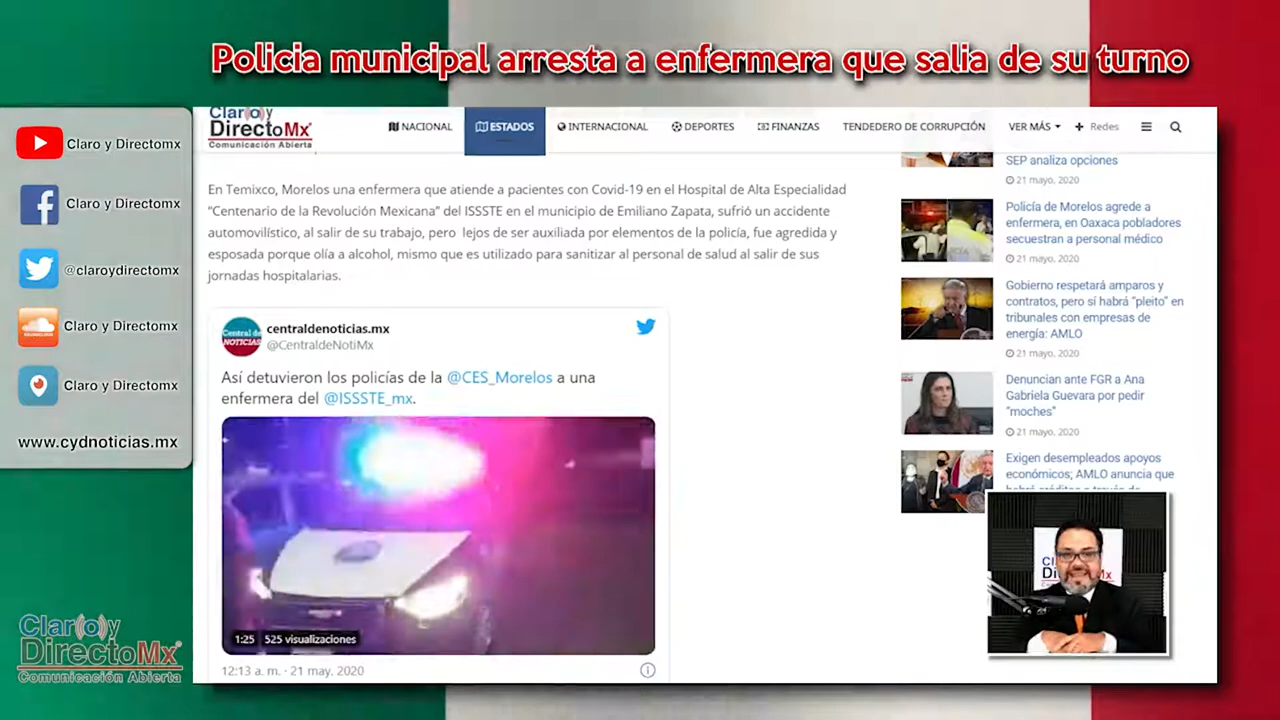 Policia municipal arresta a enfermera que salia de su turno
Claro y Directomx
Claro y Directomx
@claroydirectomx
Claro y Directomx
Claro y Directomx
www.cydnoticias.mx
Claroy
DirectoMx
Comunicación Abierta
Claroy
DirectoMx
Comunicación Abierta
NACIONAL
ESTADOS
INTERNACIONAL
DEPORTES
FINANZAS
TENDEDERO DE CORRUPCIÓN
VER MÁS
Redes
En Temixco, Morelos una enfermera que atiende a pacientes con Covid-19 en el Hospital de Alta Especialidad
"Centenario de la Revolución Mexicana" del ISSSTE en el municipio de Emiliano Zapata, sufrió un accidente
automovilístico, al salir de su trabajo, pero lejos de ser auxiliada por elementos de la policía, fue agredida y
esposada porque olía a alcohol, mismo que es utilizado para sanitizar al personal de salud al salir de sus
jornadas hospitalarias.
Central de
NOTICIAS
centraldenoticias.mx
@CentraldeNotiMx
Así detuvieron los policías de la @CES_Morelos a una
enfermera del @ISSSTE_mx.
1:25 525 visualizaciones
12:13 a. m. · 21 may. 2020
SEP analiza opciones
21 mayo, 2020
Policía de Morelos agrede a
enfermera, en Oaxaca pobladores
secuestran a personal médico
21 mayo, 2020
Gobierno respetará amparos y
contratos, pero sí habrá "pleito" en
tribunales con empresas de
energía: AMLO
21 mayo, 2020
Denuncian ante FGR a Ana
Gabriela Guevara por pedir
"moches"
21 mayo, 2020
Exigen desempleados apoyos
económicos; AMLO anuncia que